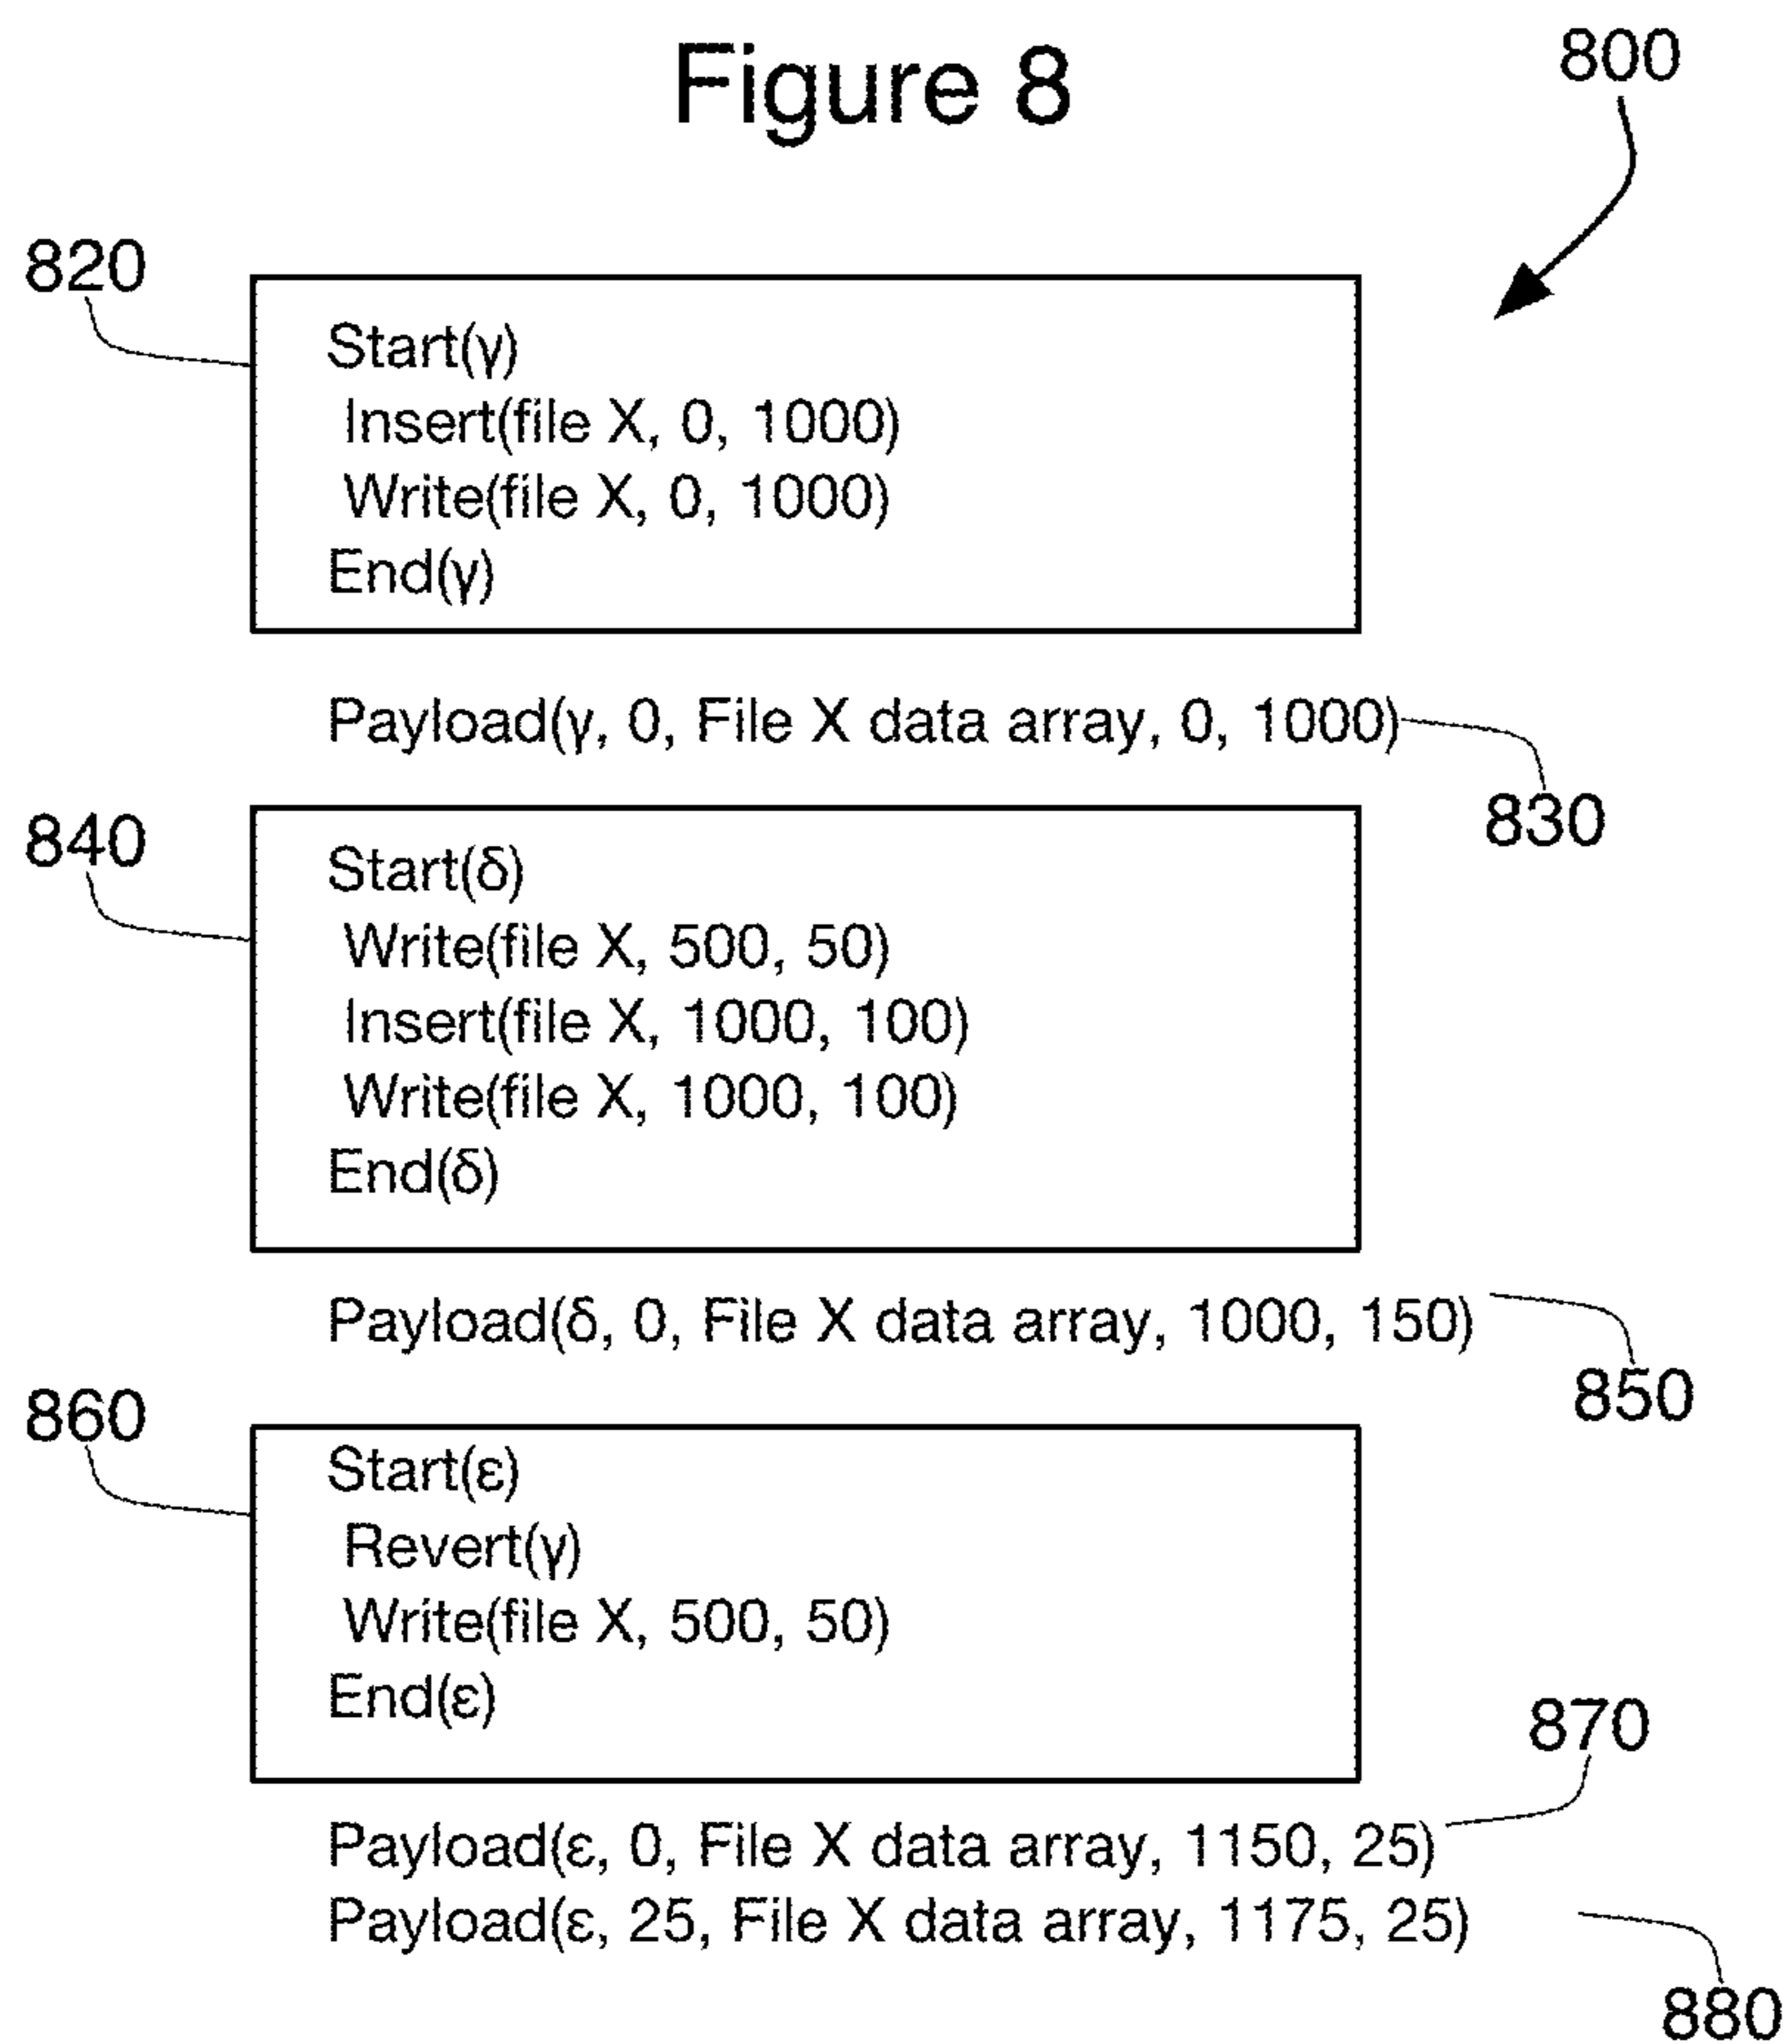 Figure 8
800
820
Start(γ)
Insert(file X, 0, 1000)
Write(file X, 0, 1000)
End(γ)
Payload(γ, 0, File X data array, 0, 1000)
830
840
Start(δ)
Write(file X, 500, 50)
Insert(file X, 1000, 100)
Write(file X, 1000, 100)
End(δ)
Payload(δ, 0, File X data array, 1000, 150)
850
860
Start(ε)
Revert(γ)
Write(file X, 500, 50)
End(ε)
870
Payload(ε, 0, File X data array, 1150, 25)
Payload(ε, 25, File X data array, 1175, 25)
880